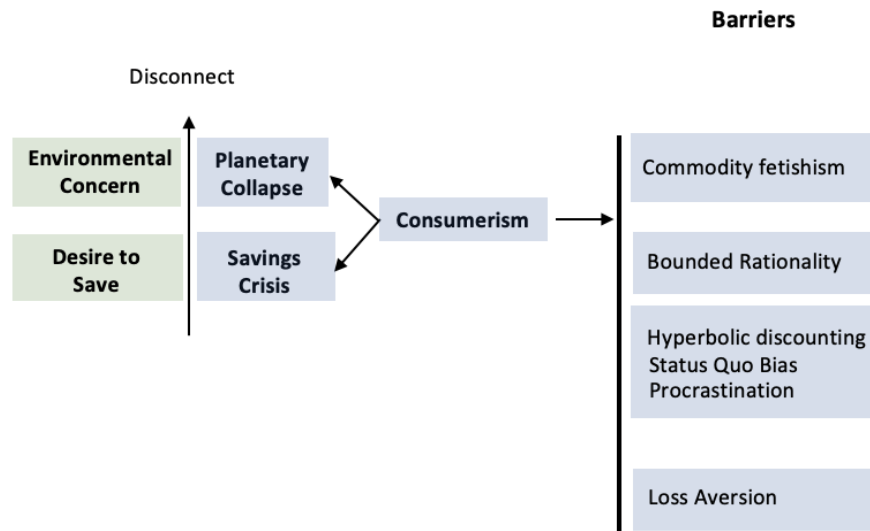 Barriers
Disconnect
Environmental
Concern
Planetary
Collapse
Desire to
Save
Savings
Crisis
Consumerism
Commodity fetishism
Bounded Rationality
Hyperbolic discounting
Status Quo Bias
Procrastination
Loss Aversion